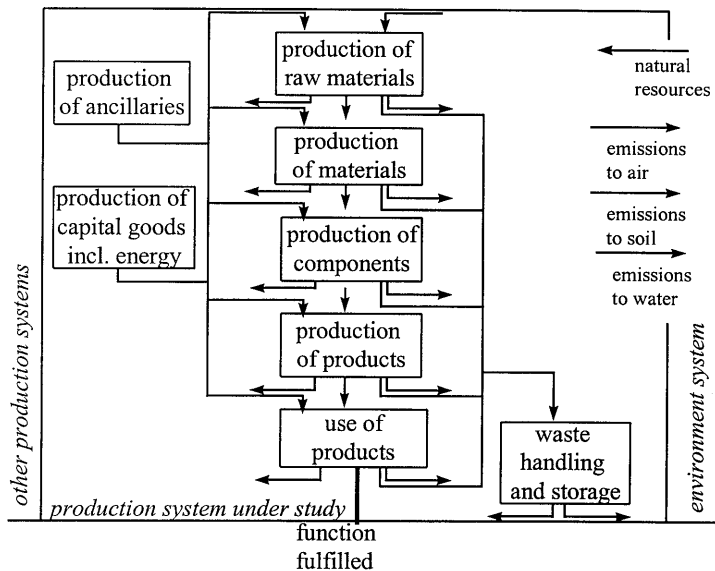 production of
raw materials
natural
resources
production
of ancillaries
production
of materials
emissions
to air
production of
capital goods
incl. energy
production of
components
emissions
to soil
emissions
to water
production
of products
other production systems
environment system
use of
products
waste
handling
and storage
production system under study
function
fulfilled